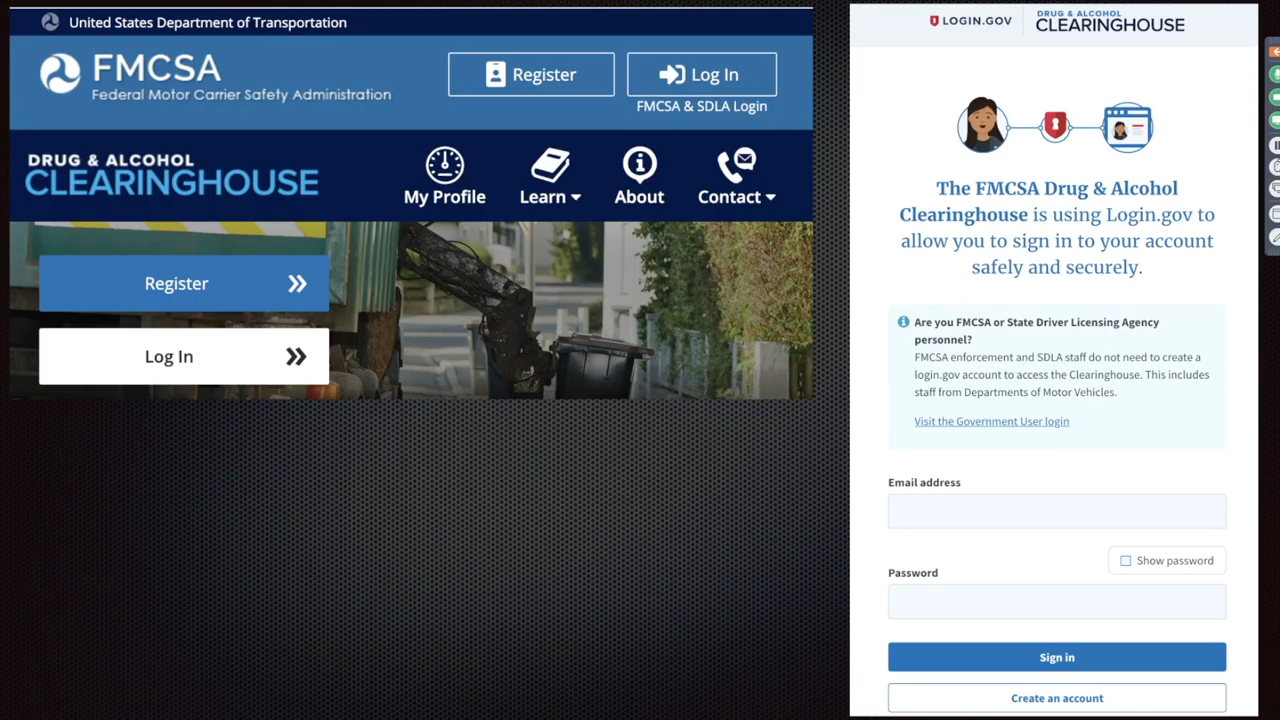 United States Department of Transportation
FMCSA
Federal Motor Carrier Safety Administration
Register
Log In
FMCSA & SDLA Login
DRUG & ALCOHOL
CLEARINGHOUSE
My Profile
Learn
About
Contact
Register
Log In
LOGIN.GOV
DRUG & ALCOHOL
CLEARINGHOUSE
The FMCSA Drug & Alcohol
Clearinghouse is using Login.gov to
allow you to sign in to your account
safely and securely.
Are you FMCSA or State Driver Licensing Agency
personnel?
FMCSA enforcement and SDLA staff do not need to create a
login.gov account to access the Clearinghouse. This includes
staff from Departments of Motor Vehicles.
Visit the Government User login
Email address
Show password
Password
Sign in
Create an account